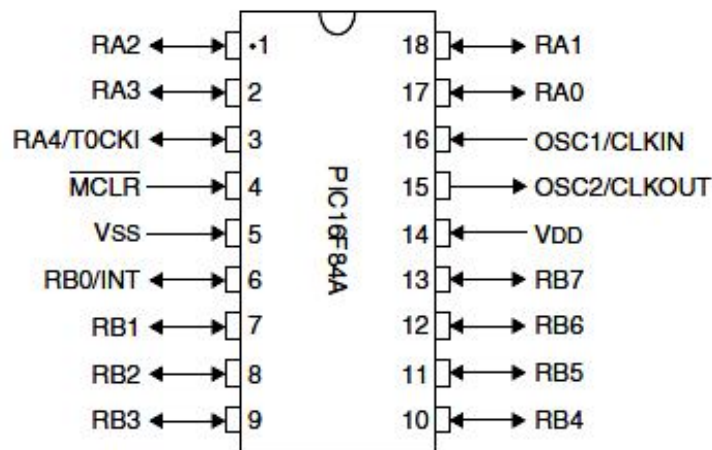 RA2 •1 18 RA1
RA3 2 17 RA0
RA4/T0CKI 3 16 OSC1/CLKIN
MCLR 4 15 OSC2/CLKOUT
VSS 5 14 VDD
RB0/INT 6 13 RB7
RB1 7 12 RB6
RB2 8 11 RB5
RB3 9 10 RB4
PIC16F84A